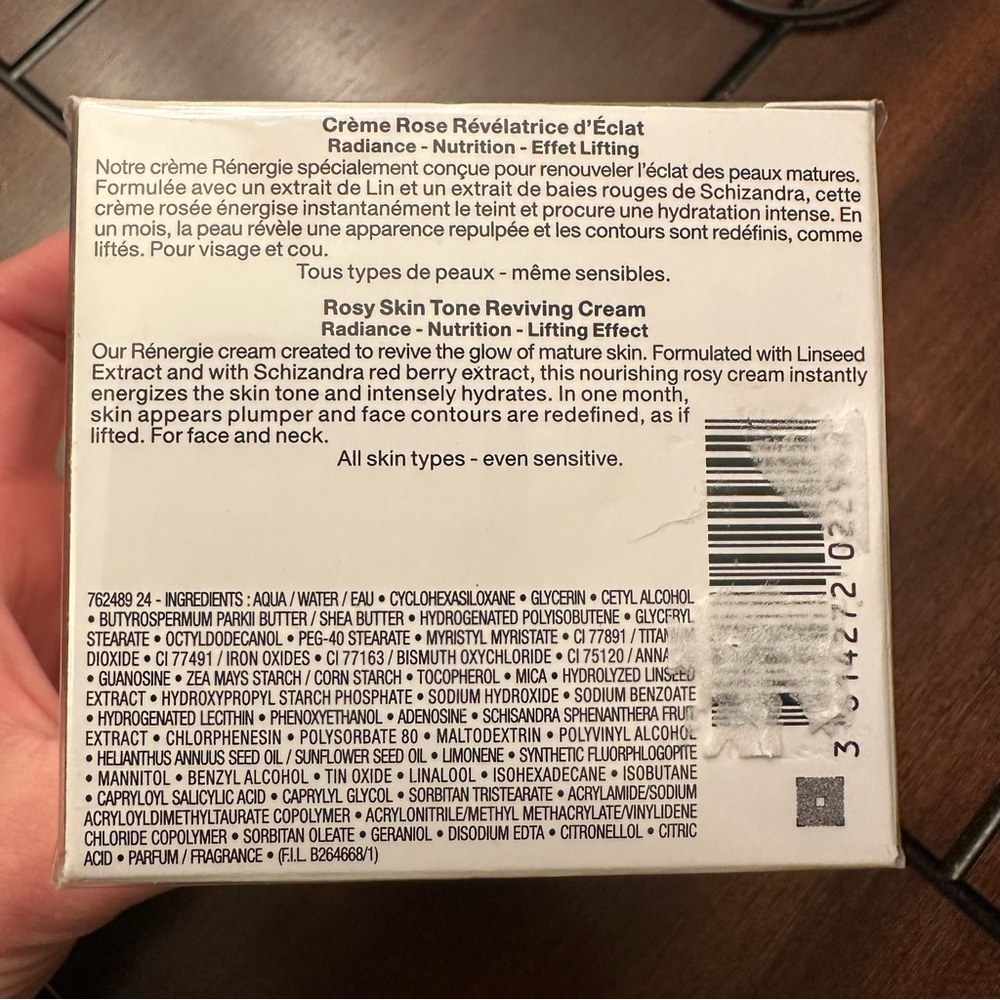 Crème Rose Révélatrice d'Éclat
Radiance - Nutrition - Effet Lifting
Notre crème Rénergie spécialement conçue pour renouveler l'éclat des peaux matures.
Formulée avec un extrait de Lin et un extrait de baies rouges de Schizandra, cette
crème rosée énergise instantanément le teint et procure une hydratation intense. En
un mois, la peau révèle une apparence repulpée et les contours sont redéfinis, comme
liftés. Pour visage et cou.
Tous types de peaux - même sensibles.
Rosy Skin Tone Reviving Cream
Radiance - Nutrition - Lifting Effect
Our Rénergie cream created to revive the glow of mature skin. Formulated with Linseed
Extract and with Schizandra red berry extract, this nourishing rosy cream instantly
energizes the skin tone and intensely hydrates. In one month,
skin appears plumper and face contours are redefined, as if
lifted. For face and neck.
All skin types - even sensitive.
762489 24 - INGREDIENTS : AQUA / WATER / EAU • CYCLOHEXASILOXANE • GLYCERIN • CETYL ALCOHOL
• BUTYROSPERMUM PARKII BUTTER / SHEA BUTTER • HYDROGENATED POLYISOBUTENE • GLYCERYL
STEARATE • OCTYLDODECANOL • PEG-40 STEARATE • MYRISTYL MYRISTATE • CI 77891 /
DIOXIDE • CI 77491 / IRON OXIDES • CI 77163 / BISMUTH OXYCHLORIDE • CI 75120 /
• GUANOSINE • ZEA MAYS STARCH / CORN STARCH • TOCOPHEROL • MICA • HYDROLYZED LINSEED
EXTRACT • HYDROXYPROPYL STARCH PHOSPHATE • SODIUM HYDROXIDE • SODIUM BENZOATE
• HYDROGENATED LECITHIN • PHENOXYETHANOL • ADENOSINE • SCHISANDRA SPHENANTHERA FRUIT
EXTRACT • CHLORPHENESIN • POLYSORBATE 80 • MALTODEXTRIN • POLYVINYL ALCOHOL
• HELIANTHUS ANNUUS SEED OIL / SUNFLOWER SEED OIL • LIMONENE • SYNTHETIC FLUORPHLOGOPITE
• MANNITOL • BENZYL ALCOHOL • TIN OXIDE • LINALOOL • ISOHEXADECANE • ISOBUTANE
• CAPRYLOYL SALICYLIC ACID • CAPRYLYL GLYCOL • SORBITAN TRISTEARATE • ACRYLAMIDE/SODIUM
ACRYLOYLDIMETHYLTAURATE COPOLYMER • ACRYLONITRILE/METHYL METHACRYLATE/VINYLIDENE
CHLORIDE COPOLYMER • SORBITAN OLEATE • GERANIOL • DISODIUM EDTA • CITRONELLOL • CITRIC
ACID • PARFUM / FRAGRANCE • (F.I.L. B264668/1)